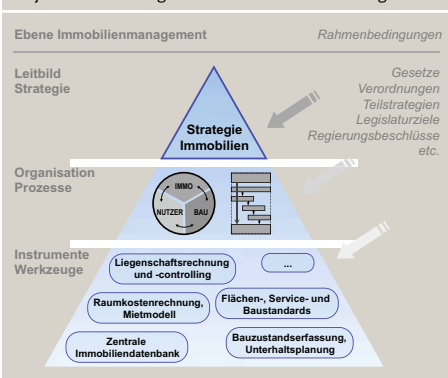 Ebene Immobilienmanagement
Rahmenbedingungen
Leitbild
Strategie
Gesetze
Verordnungen
Teilstrategien
Legislaturziele
Regierungsbeschlüsse
etc.
Strategie
Immobilien
Organisation
Prozesse
IMMO
NUTZER
BAU
Instrumente
Werkzeuge
Liegenschaftsrechnung
und -controlling
...
Raumkostenrechnung,
Mietmodell
Flächen-, Service- und
Baustandards
Zentrale
Immobiliendatenbank
Bauzustandserfassung,
Unterhaltsplanung